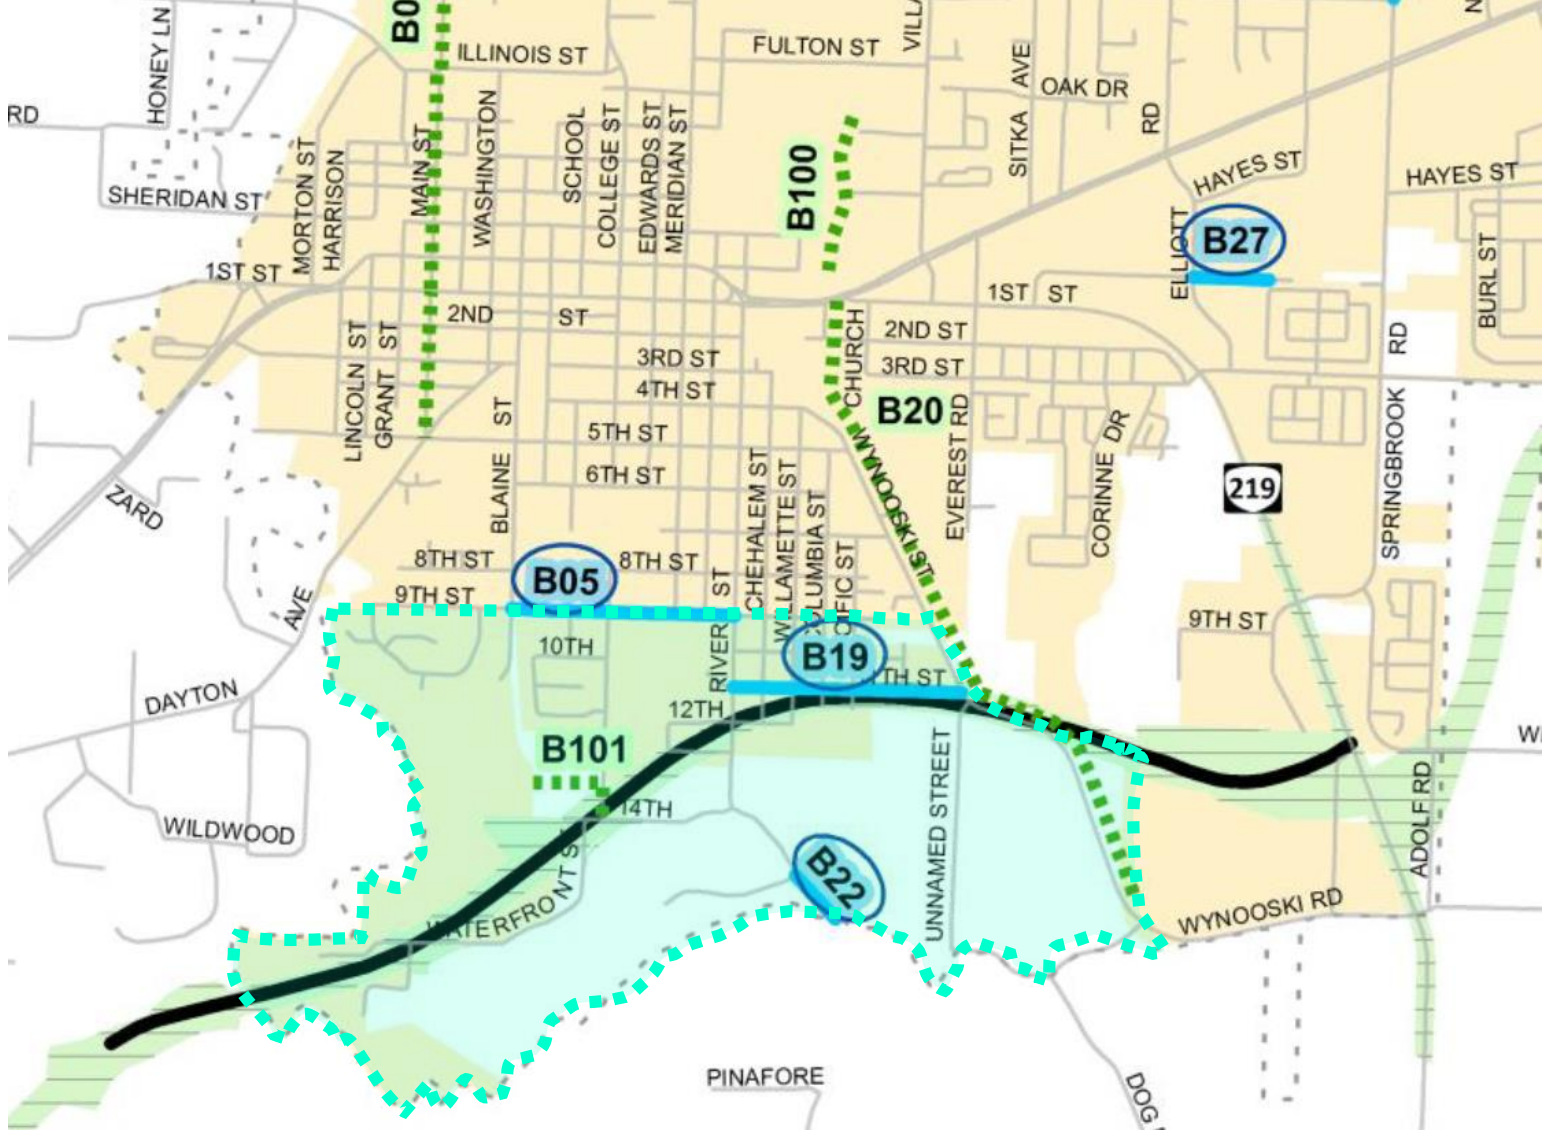 HONEY LN
B0
ILLINOIS ST
FULTON ST
VILLA
SITKA AVE
OAK DR
RD
N
RD
MORTON ST
HARRISON
MAIN ST
WASHINGTON
SCHOOL
COLLEGE ST
EDWARDS ST
MERIDIAN ST
B100
HAYES ST
HAYES ST
SHERIDAN ST
ELLIOTT
B27
BURL ST
1ST ST
1ST ST
2ND ST
CHURCH
2ND ST
RD
LINCOLN ST
GRANT ST
3RD ST
3RD ST
4TH ST
B20
BLAINE ST
5TH ST
EVEREST RD
CORINNE DR
SPRINGBROOK
WYNOOSKI ST
6TH ST
CHEHALEM ST
WILLAMETTE ST
219
ZARD
8TH ST
B05
8TH ST
ST
9TH ST
AVE
9TH ST
10TH
RIVER
B19
TH ST
DAYTON
12TH
B101
UNNAMED STREET
W
ADOLF RD
14TH
WILDWOOD
B22
WATERFRONT S
WYNOOSKI RD
PINAFORE
DOG